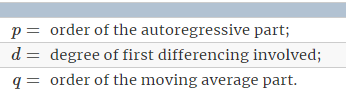 p = order of the autoregressive part;
d = degree of first differencing involved;
q = order of the moving average part.